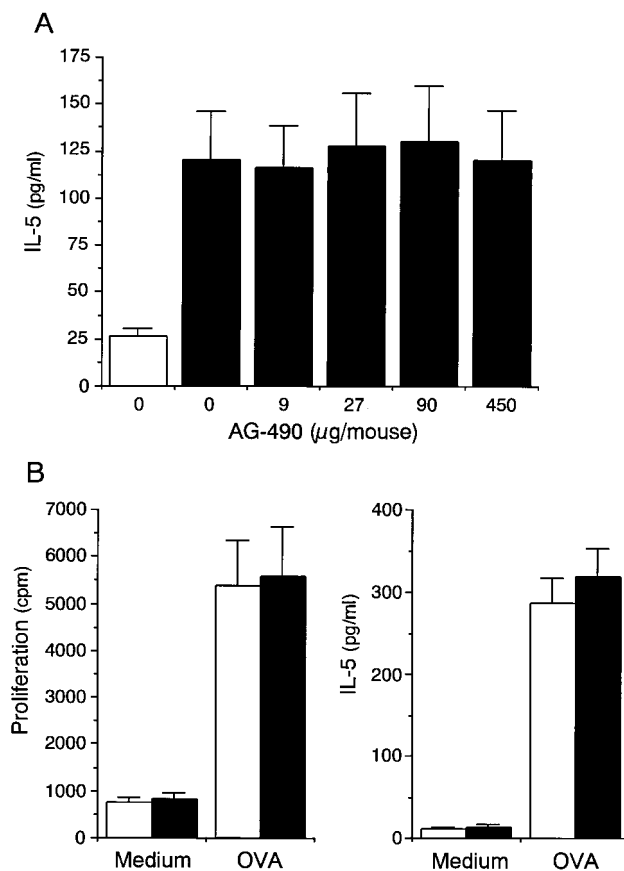 A
IL-5 (pg/ml)
175
150
125
100
75
50
25
0
0 0 9 27 90 450
AG-490 (µg/mouse)
B
Proliferation (cpm)
7000
6000
5000
4000
3000
2000
1000
0
Medium OVA
IL-5 (pg/ml)
400
300
200
100
0
Medium OVA